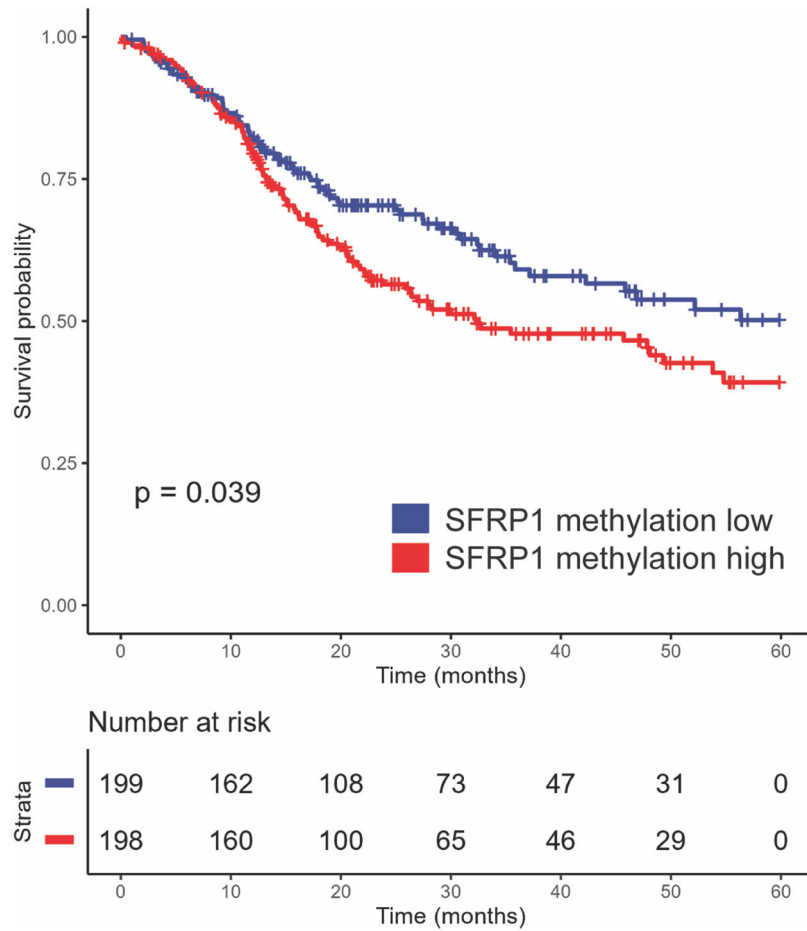 1.00
0.75
0.50
0.25
0.00
Survival probability
p = 0.039
SFRP1 methylation low
SFRP1 methylation high
0 10 20 30 40 50 60
Time (months)
Number at risk
Strata
199 162 108 73 47 31 0
198 160 100 65 46 29 0
0 10 20 30 40 50 60
Time (months)